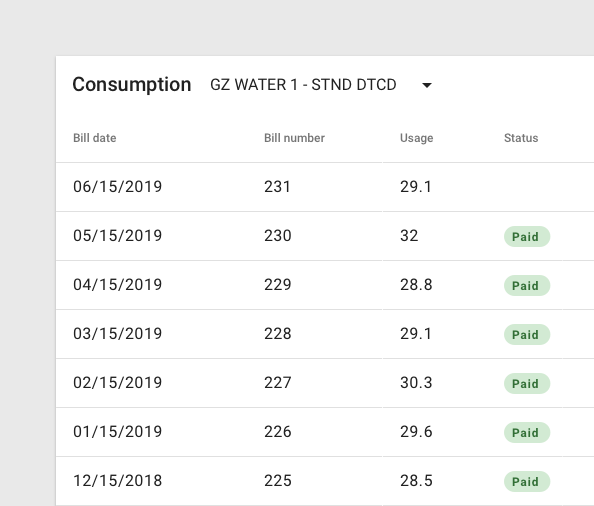 Consumption GZ WATER 1 - STND DTCD
Bill date Bill number Usage Status
06/15/2019 231 29.1
05/15/2019 230 32 Paid
04/15/2019 229 28.8 Paid
03/15/2019 228 29.1 Paid
02/15/2019 227 30.3 Paid
01/15/2019 226 29.6 Paid
12/15/2018 225 28.5 Paid